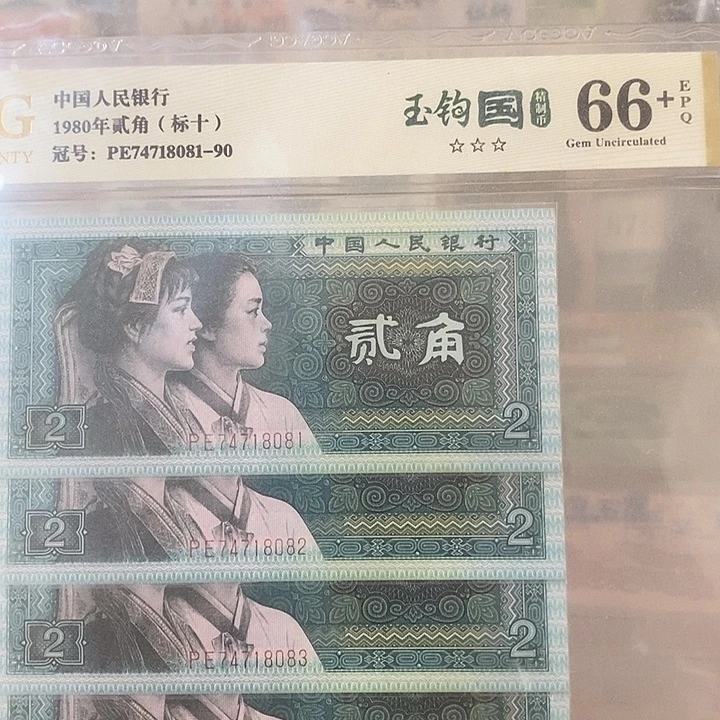 G
NTY
中国人民银行
1980年贰角（标十）
冠号：PE74718081-90
玉钩国
精制币
☆☆☆
66+
EPQ
Gem Uncirculated
中国人民银行
贰角
2
PE74718081
2
2
PE74718082
2
2
PE74718083
2